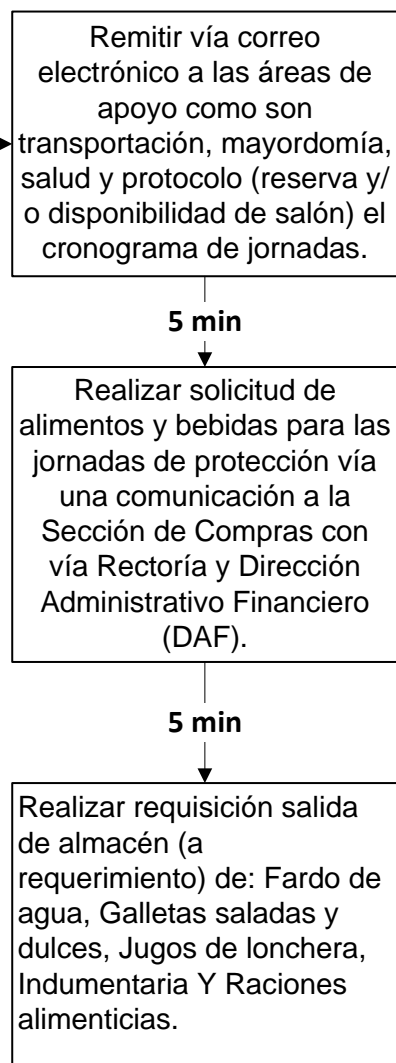 Remitir vía correo
electrónico a las áreas de
apoyo como son
transportación, mayordomía,
salud y protocolo (reserva y/
o disponibilidad de salón) el
cronograma de jornadas.
5 min
Realizar solicitud de
alimentos y bebidas para las
jornadas de protección vía
una comunicación a la
Sección de Compras con
vía Rectoría y Dirección
Administrativo Financiero
(DAF).
5 min
Realizar requisición salida
de almacén (a
requerimiento) de: Fardo de
agua, Galletas saladas y
dulces, Jugos de lonchera,
Indumentaria Y Raciones
alimenticias.